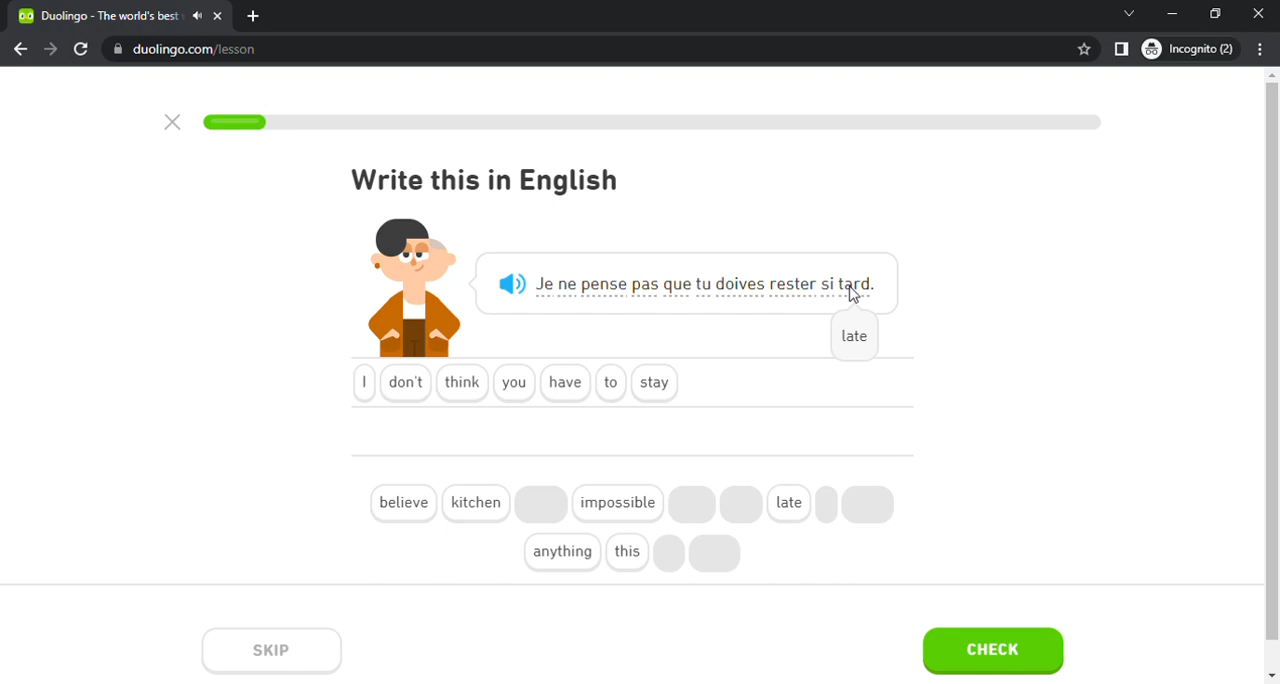 Duolingo - The world's best
duolingo.com/lesson
Incognito (2)
Write this in English
Je ne pense pas que tu doives rester si tard.
late
I don't think you have to stay
believe kitchen impossible late
anything this
SKIP
CHECK